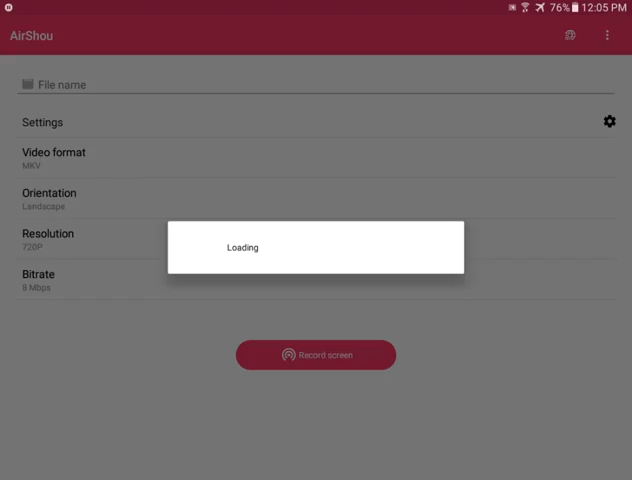 76% 12:05 PM
AirShou
File name
Settings
Video format
MKV
Orientation
Landscape
Resolution
720P
Loading
Bitrate
8 Mbps
Record screen